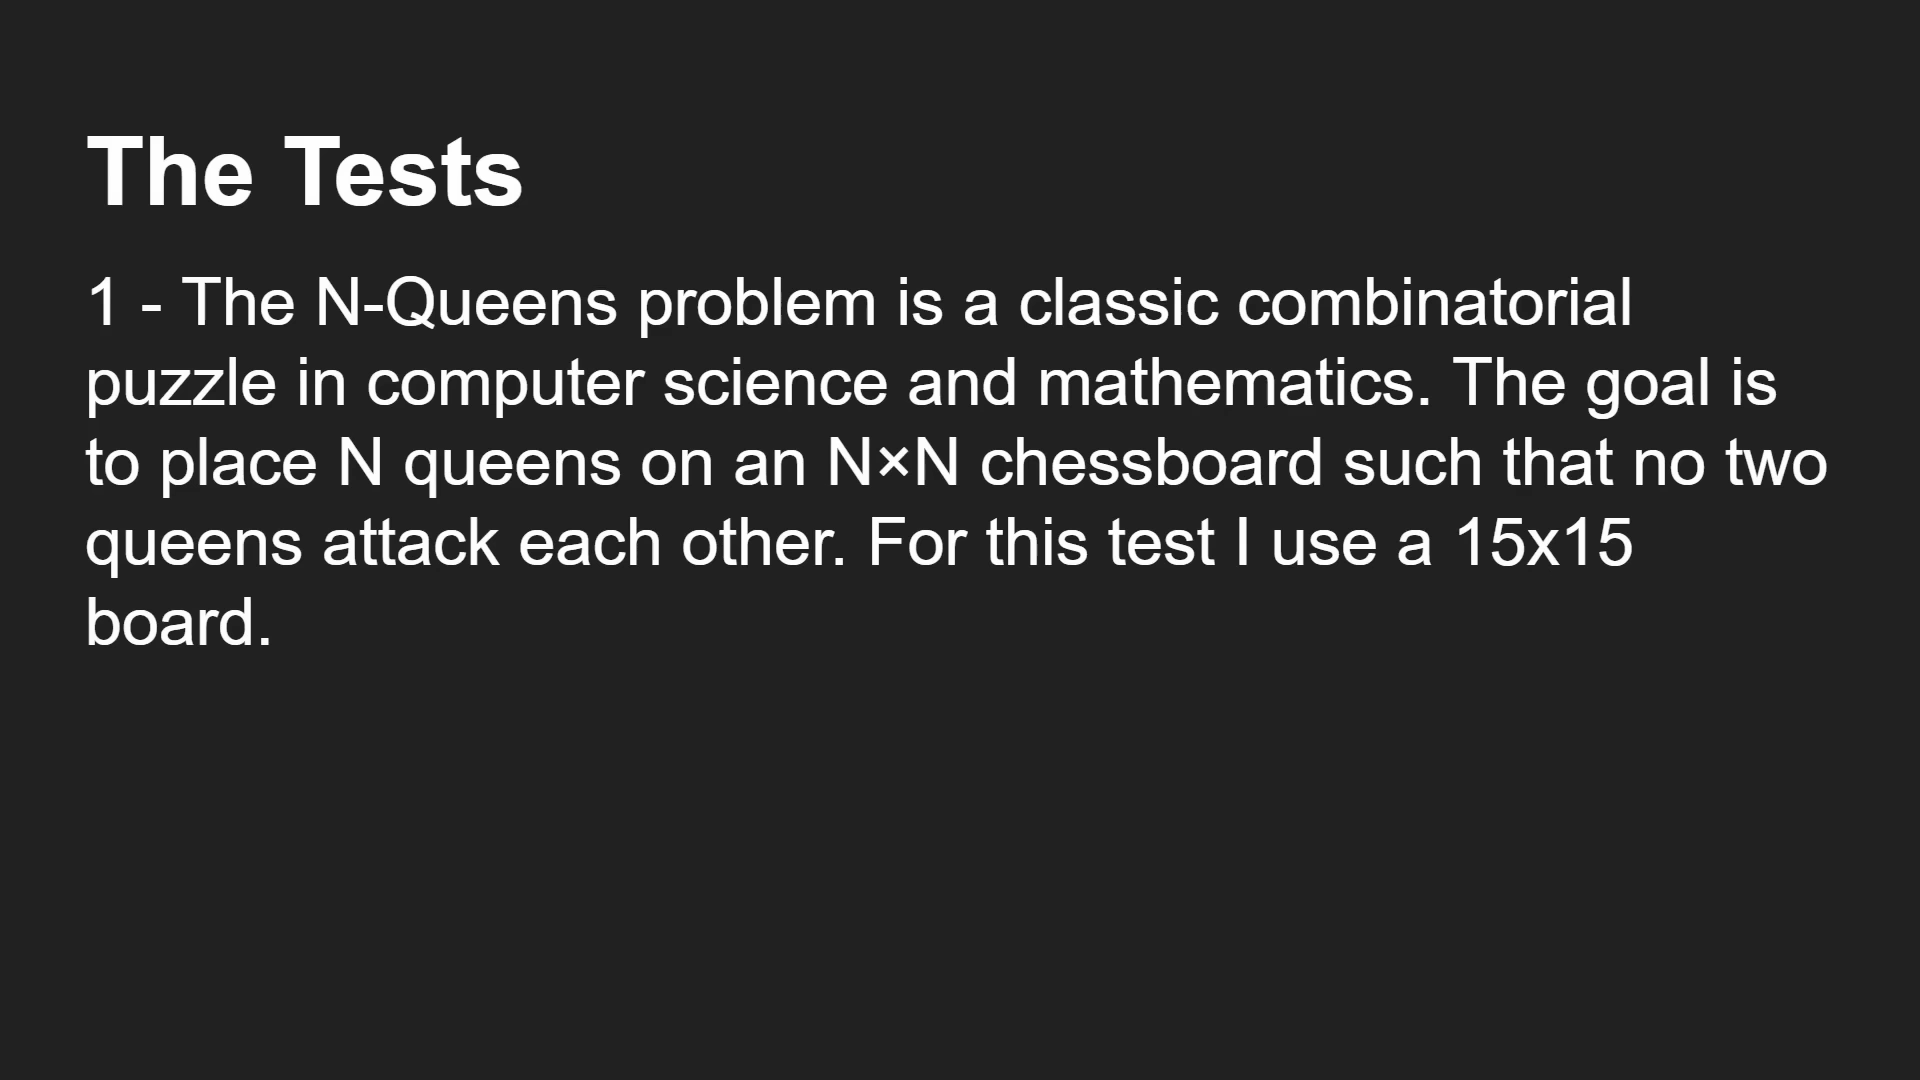 The Tests
1 - The N-Queens problem is a classic combinatorial
puzzle in computer science and mathematics. The goal is
to place N queens on an N×N chessboard such that no two
queens attack each other. For this test I use a 15x15
board.